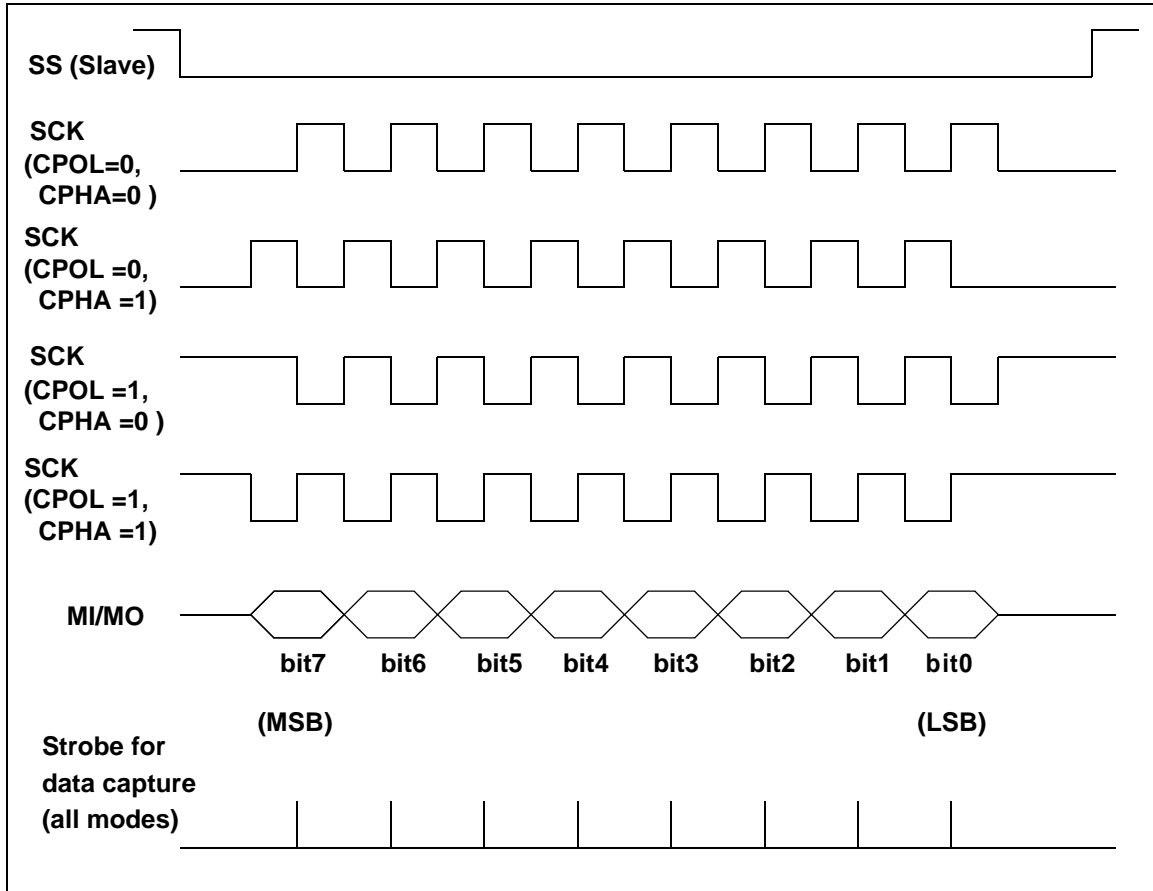 SS (Slave)
SCK
(CPOL=0,
CPHA=0 )
SCK
(CPOL =0,
CPHA =1)
SCK
(CPOL =1,
CPHA =0 )
SCK
(CPOL =1,
CPHA =1)
MI/MO
bit7 bit6 bit5 bit4 bit3 bit2 bit1 bit0
(MSB) (LSB)
Strobe for
data capture
(all modes)